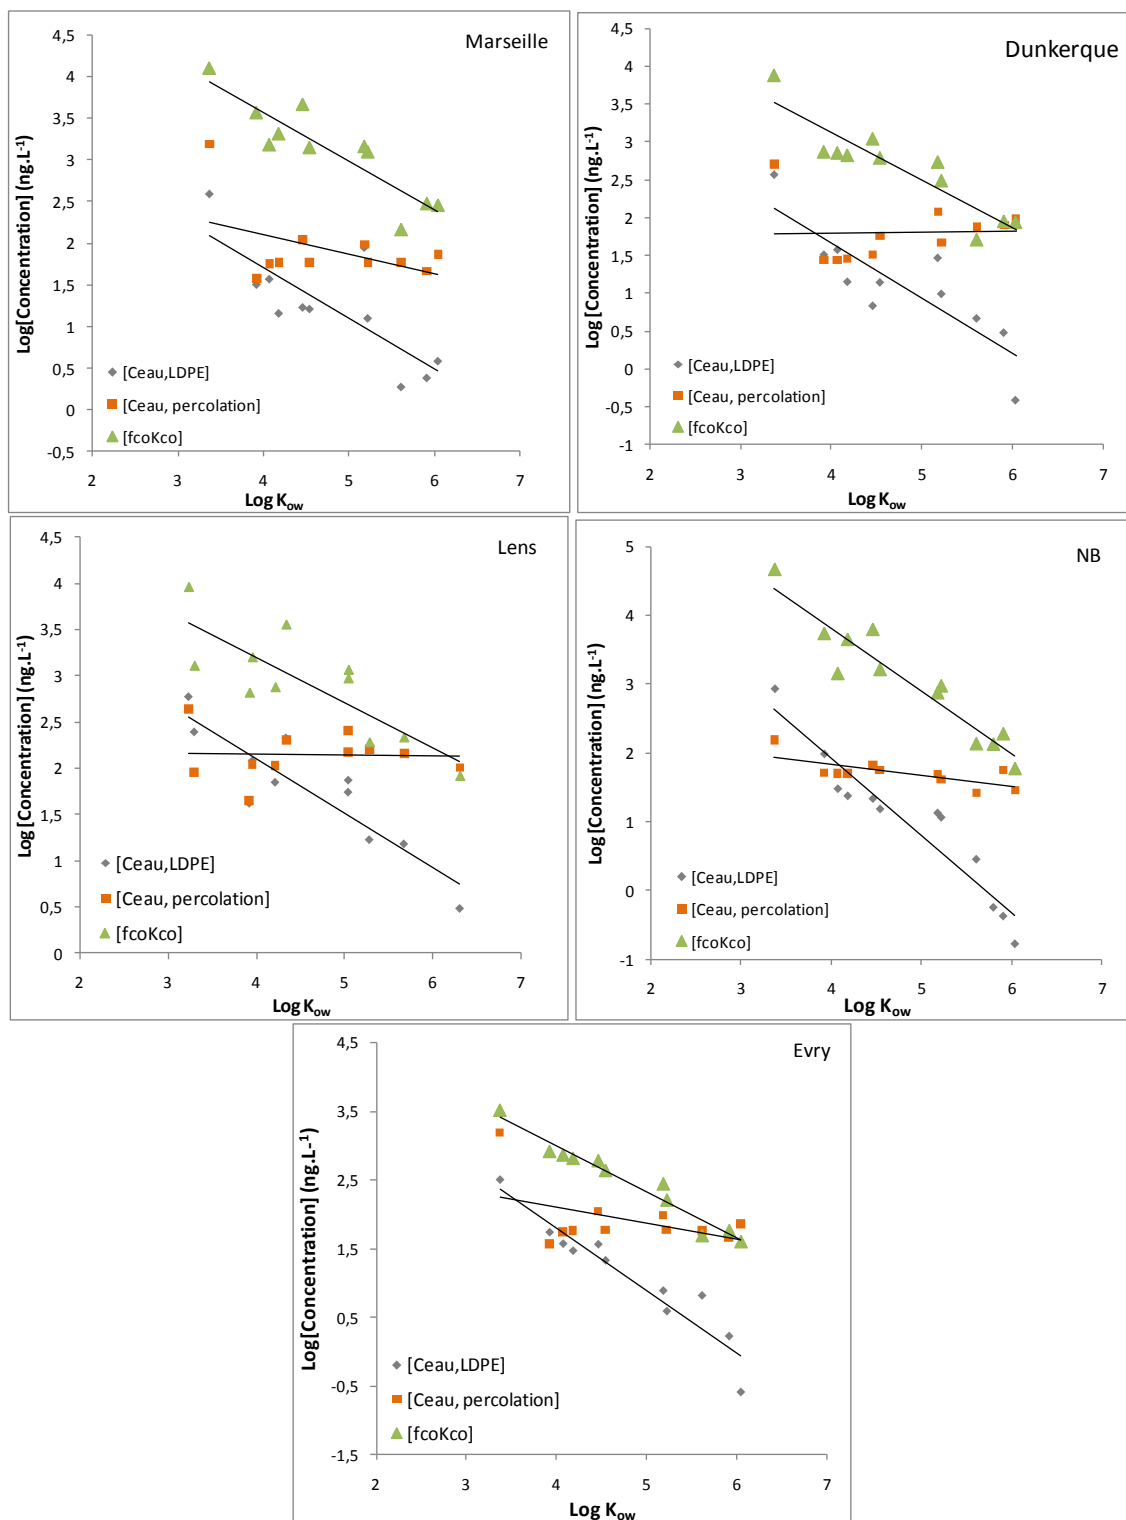 Marseille
Log[Concentration] (ng.L-1)
4,5
4
3,5
3
2,5
2
1,5
1
0,5
0
-0,5
2 3 4 5 6 7
Log Kow
[Ceau,LDPE]
[Ceau, percolation]
[fcoKco]
Dunkerque
Log[Concentration] (ng.L-1)
4,5
4
3,5
3
2,5
2
1,5
1
0,5
0
-0,5
-1
2 3 4 5 6 7
Log Kow
[Ceau,LDPE]
[Ceau, percolation]
[fcoKco]
Lens
Log [Concentration] (ng.L-1)
4,5
4
3,5
3
2,5
2
1,5
1
0,5
0
2 3 4 5 6 7
Log Kow
[Ceau,LDPE]
[Ceau, percolation]
[fcoKco]
NB
Log [Concentration] (ng.L-1)
5
4
3
2
1
0
-1
2 3 4 5 6 7
Log Kow
[Ceau,LDPE]
[Ceau, percolation]
[fcoKco]
Evry
Log[Concentration] (ng.L-1)
4,5
3,5
2,5
1,5
0,5
-0,5
-1,5
2 3 4 5 6 7
Log Kow
[Ceau,LDPE]
[Ceau, percolation]
[fcoKco]